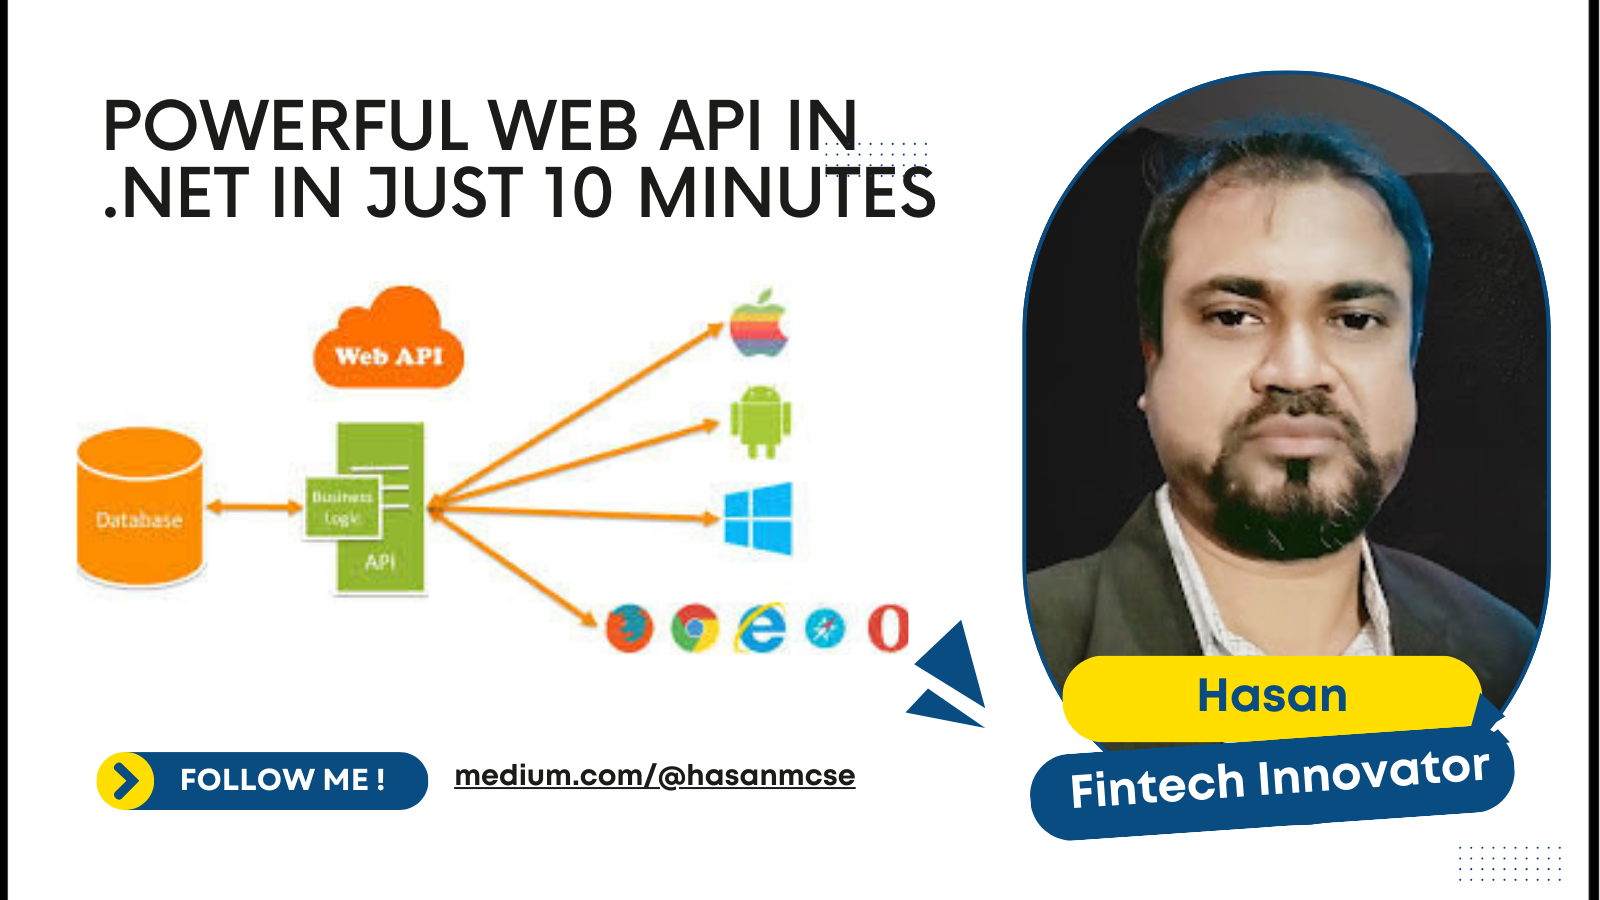 POWERFUL WEB API IN
.NET IN JUST 10 MINUTES
Web API
Database
Business
Logic
API
Hasan
Fintech Innovator
FOLLOW ME !
medium.com/@hasanmcse